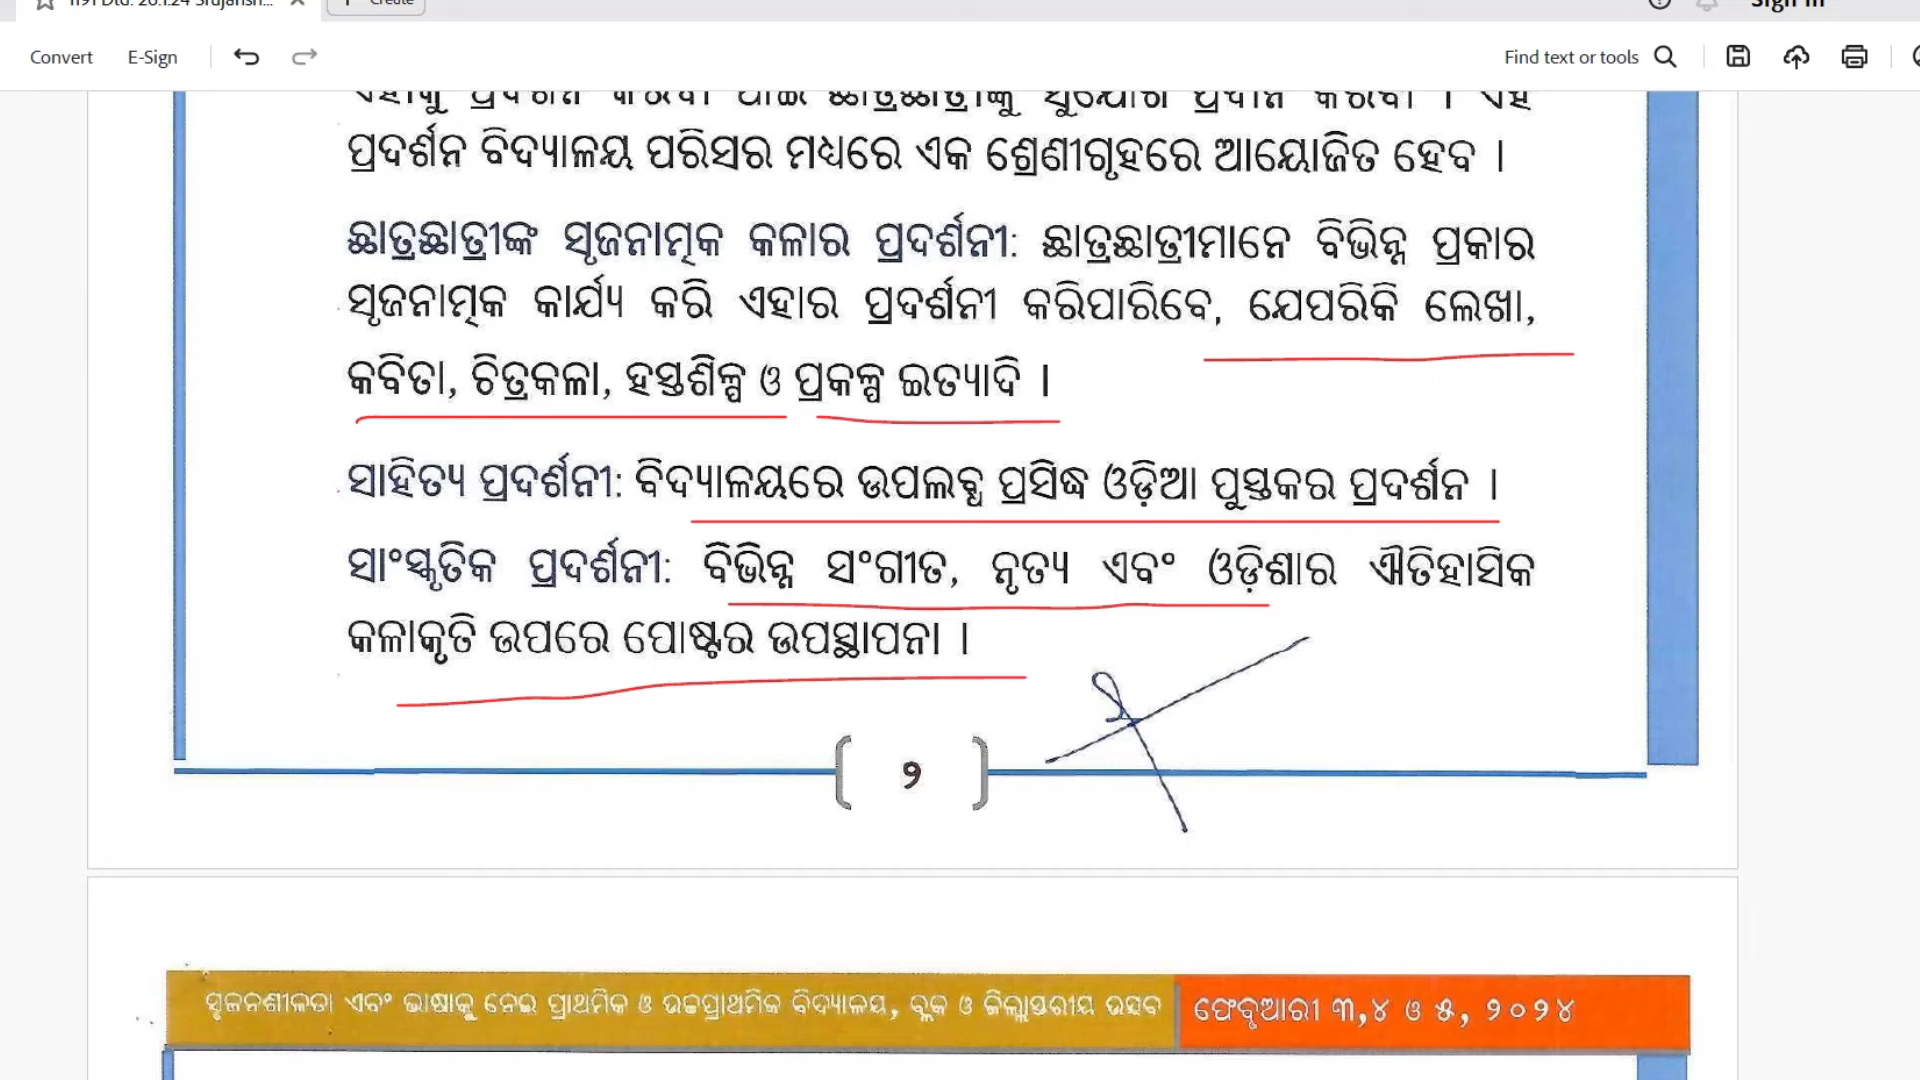 Create
Sign in
Convert
E-Sign
Find text or tools
ପ୍ରଦର୍ଶନ ବିଦ୍ୟାଳୟ ପରିସର ମଧ୍ୟରେ ଏକ ଶ୍ରେଣୀଗୃହରେ ଆୟୋଜିତ ହେବ ।
ଛାତ୍ରଛାତ୍ରୀଙ୍କ ସୃଜନାତ୍ମକ କଳାର ପ୍ରଦର୍ଶନୀ: ଛାତ୍ରଛାତ୍ରୀମାନେ ବିଭିନ୍ନ ପ୍ରକାର
ସୃଜନାତ୍ମକ କାର୍ଯ୍ୟ କରି ଏହାର ପ୍ରଦର୍ଶନୀ କରିପାରିବେ, ଯେପରିକି ଲେଖା,
କବିତା, ଚିତ୍ରକଳା, ହସ୍ତଶିଳ୍ପ ଓ ପ୍ରକଳ୍ପ ଇତ୍ୟାଦି ।
ସାହିତ୍ୟ ପ୍ରଦର୍ଶନୀ: ବିଦ୍ୟାଳୟରେ ଉପଲବ୍ଧ ପ୍ରସିଦ୍ଧ ଓଡ଼ିଆ ପୁସ୍ତକର ପ୍ରଦର୍ଶନ ।
ସାଂସ୍କୃତିକ ପ୍ରଦର୍ଶନୀ: ବିଭିନ୍ନ ସଂଗୀତ, ନୃତ୍ୟ ଏବଂ ଓଡ଼ିଶାର ଐତିହାସିକ
କଳାକୃତି ଉପରେ ପୋଷ୍ଟର ଉପସ୍ଥାପନା ।
୨
ସୃଜନଶୀଳତା ଏବଂ ଭାଷାକୁ ନେଇ ପ୍ରାଥମିକ ଓ ଉଚ୍ଚପ୍ରାଥମିକ ବିଦ୍ୟାଳୟ, ବ୍ଲକ ଓ ଜିଲ୍ଲାସ୍ତରୀୟ ଉତ୍ସବ
ଫେବୃଆରୀ ୩,୪ ଓ ୫, ୨୦୨୪